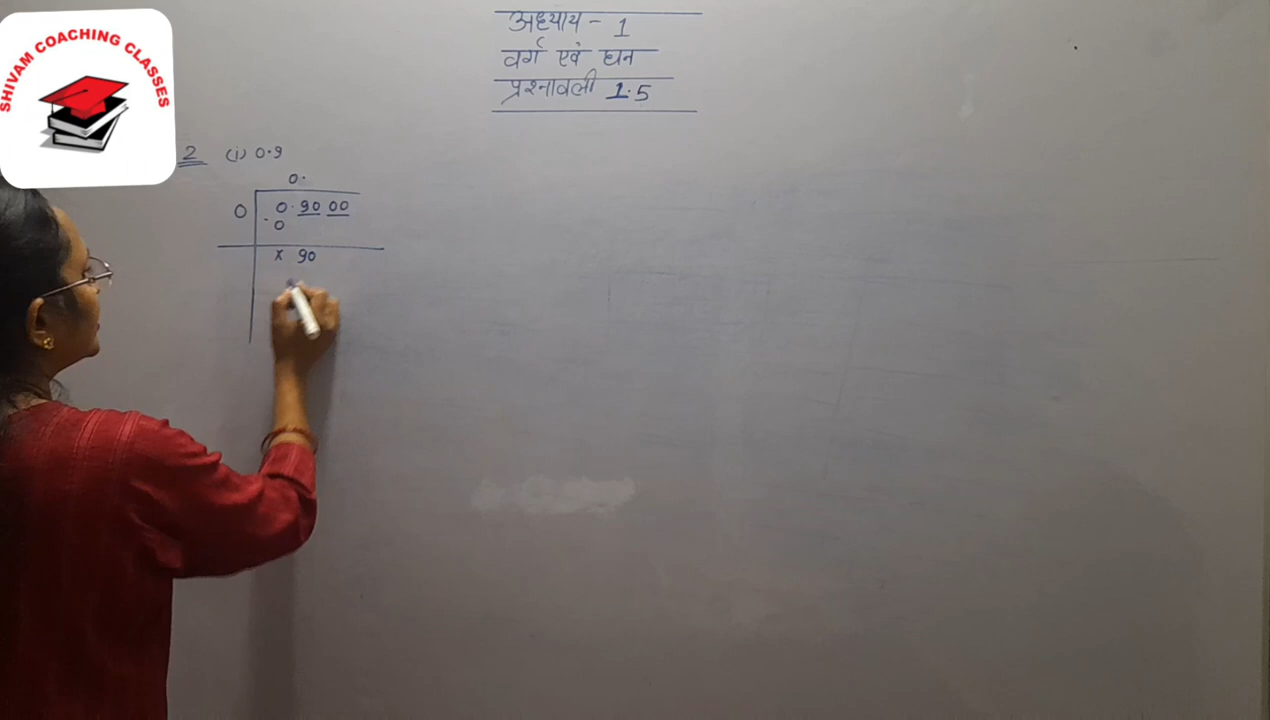 SHIVAM COACHING CLASSES
अध्याय - 1
वर्ग एवं घन
प्रश्नावली 1.5
2 (i) 0.9
0.
0 0.90 00
- 0
x 90